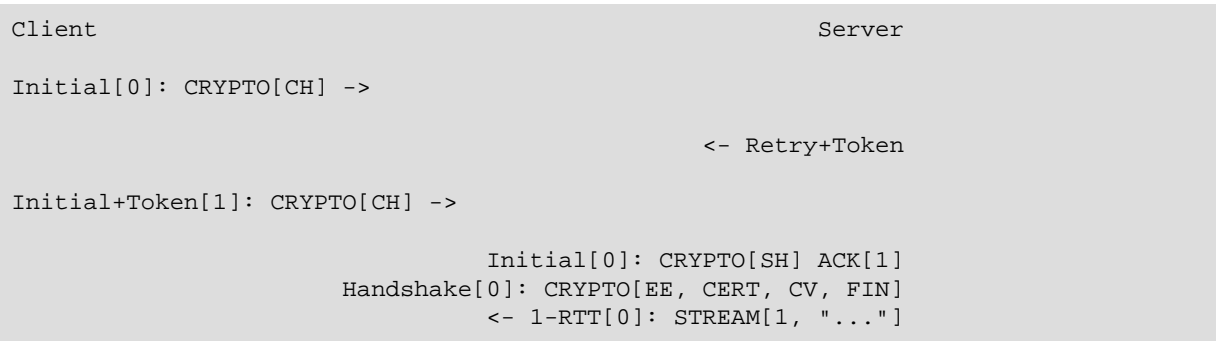 Client                                                  Server

Initial[0]: CRYPTO[CH] ->

                                                <- Retry+Token

Initial+Token[1]: CRYPTO[CH] ->

                                 Initial[0]: CRYPTO[SH] ACK[1]
                       Handshake[0]: CRYPTO[EE, CERT, CV, FIN]
                                 <- 1-RTT[0]: STREAM[1, "..."]